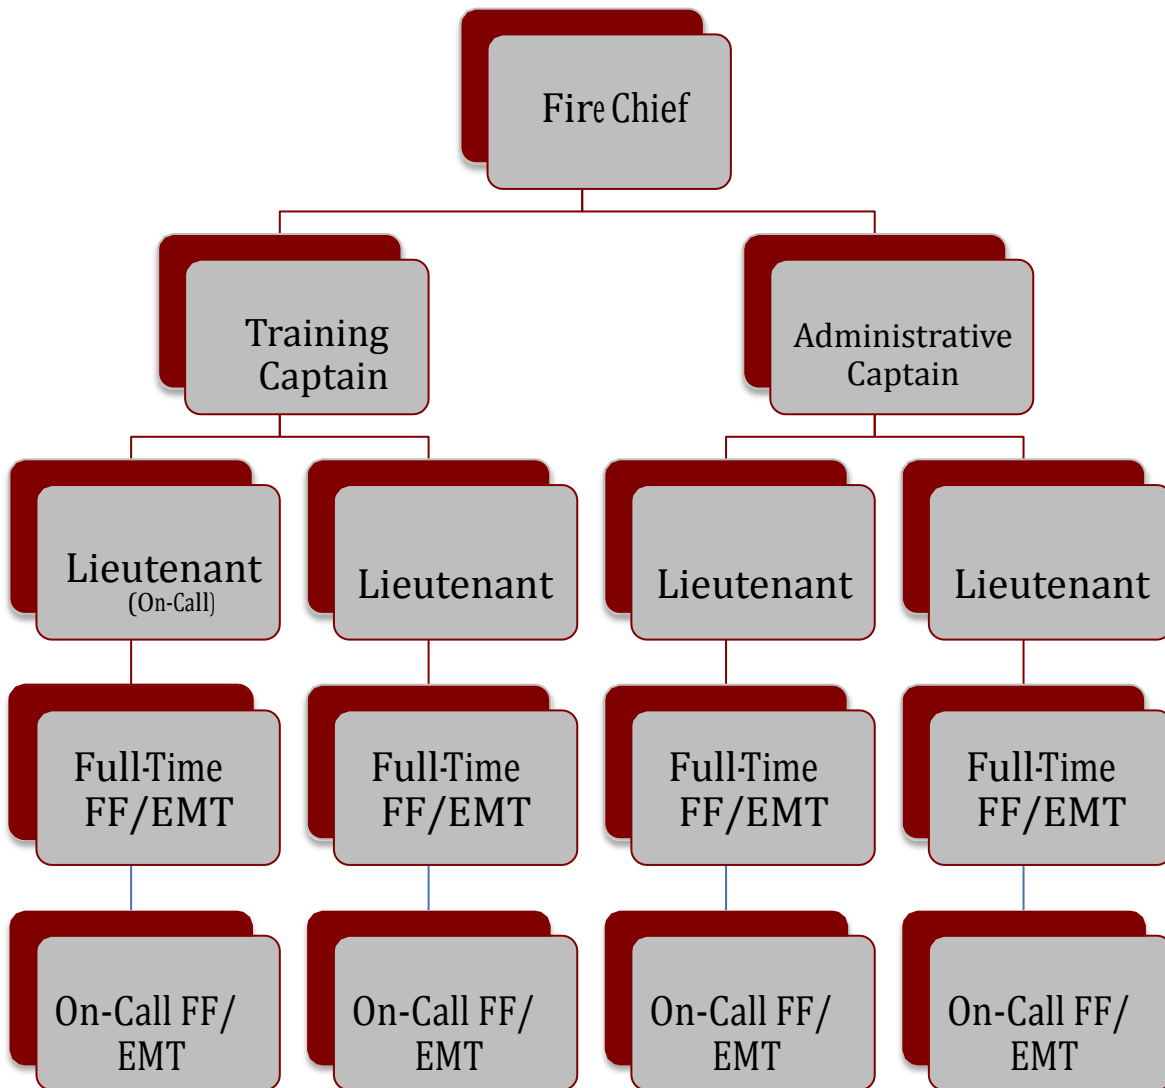 Fire Chief
Training
Captain
Administrative
Captain
Lieutenant
(On-Call)
Lieutenant
Lieutenant
Lieutenant
Full-Time
FF/EMT
Full-Time
FF/EMT
Full-Time
FF/EMT
Full-Time
FF/EMT
On-Call FF/
EMT
On-Call FF/
EMT
On-Call FF/
EMT
On-Call FF/
EMT